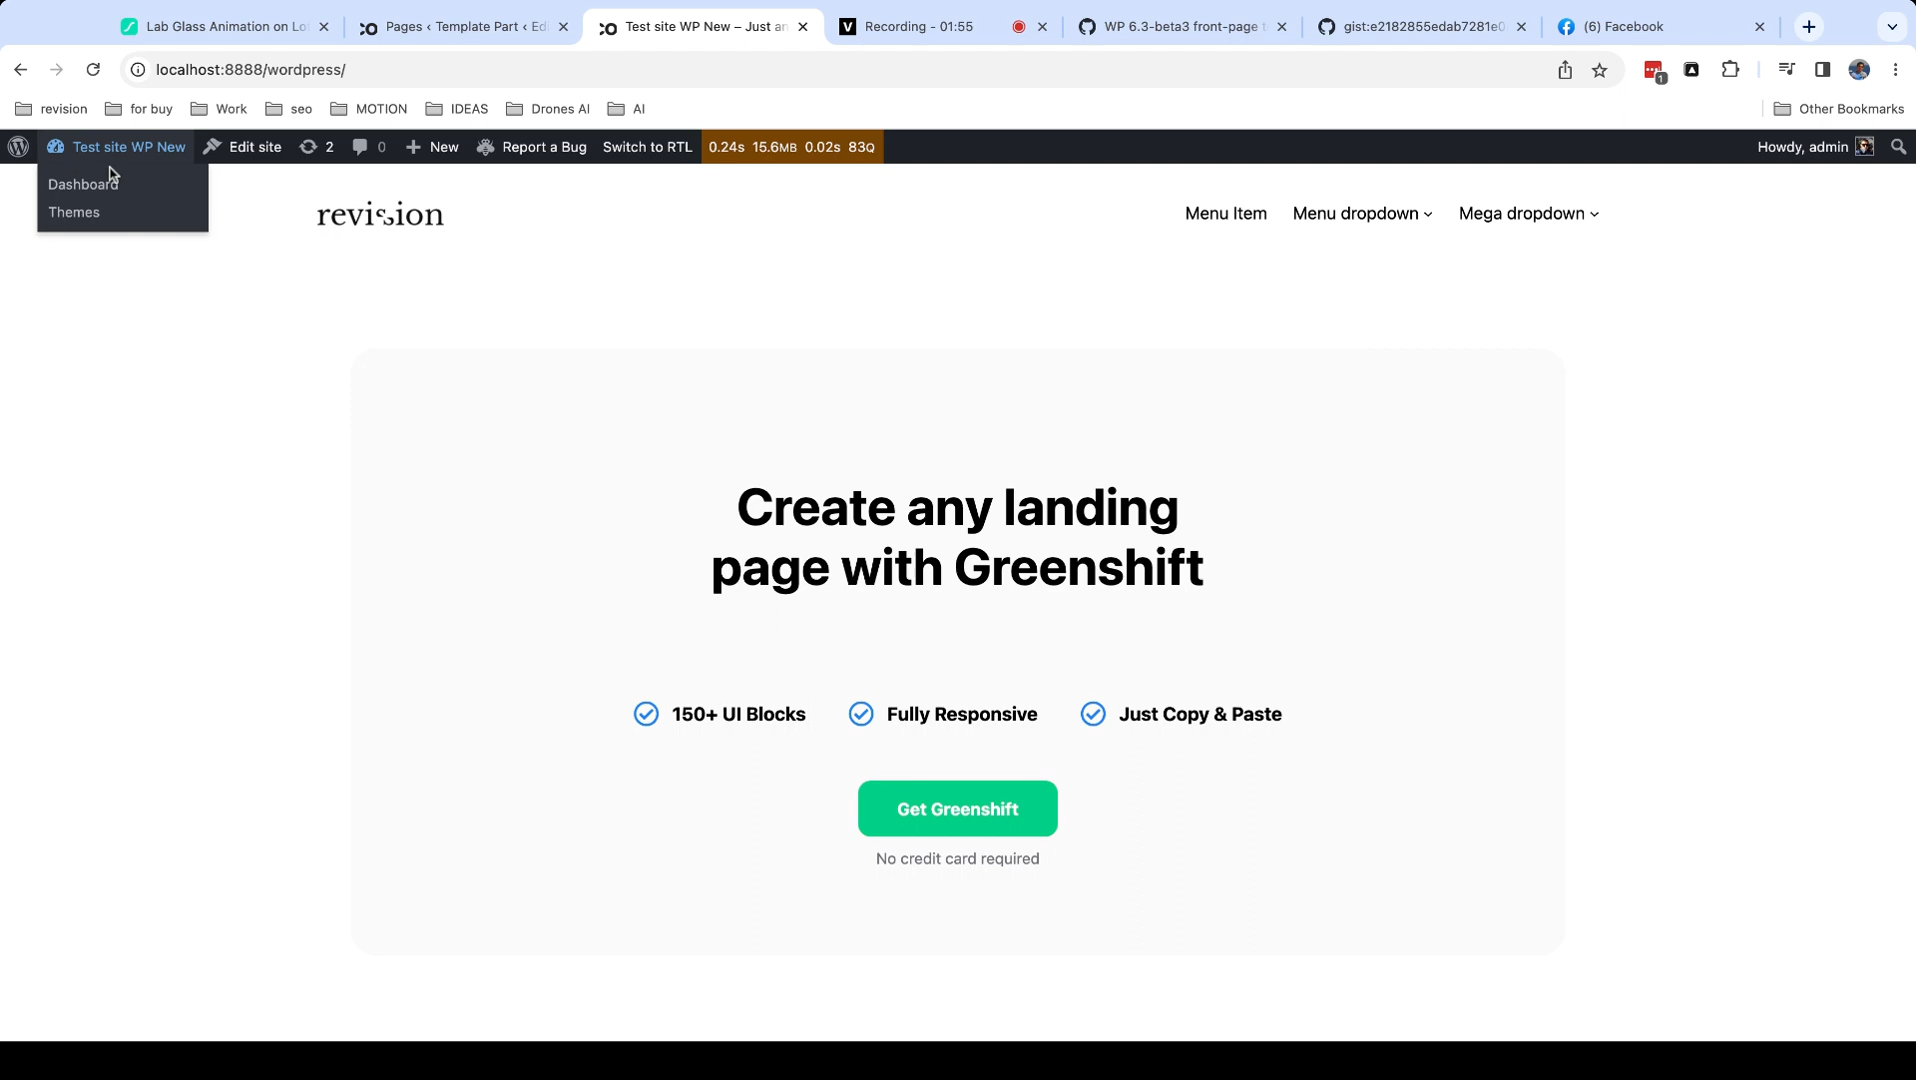 Lab Glass Animation on Lo
Pages ‹ Template Part ‹ Edi
Test site WP New – Just an
V Recording - 01:55
WP 6.3-beta3 front-page t
gist:e2182855edab7281e0
(6) Facebook
localhost:8888/wordpress/
1
revision for buy Work seo MOTION IDEAS Drones AI AI Other Bookmarks
Test site WP New Edit site 2 0 New Report a Bug Switch to RTL 0.24s 15.6MB 0.02s 83Q Howdy, admin
Dashboard
Themes
revision
Menu Item Menu dropdown Mega dropdown
Create any landing
page with Greenshift
150+ UI Blocks Fully Responsive Just Copy & Paste
Get Greenshift
No credit card required